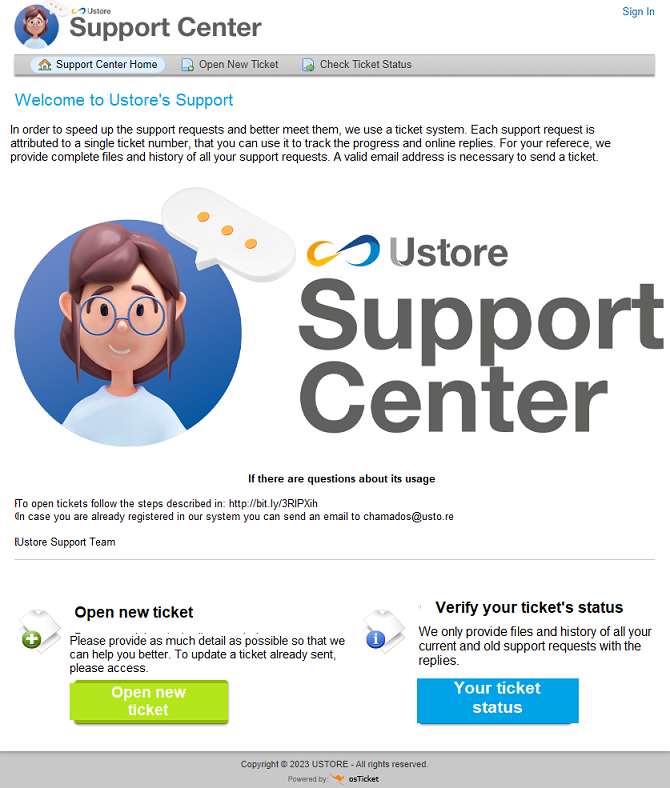 Ustore
Support Center
Sign In
Support Center Home
Open New Ticket
Check Ticket Status
Welcome to Ustore's Support
In order to speed up the support requests and better meet them, we use a ticket system. Each support request is
attributed to a single ticket number, that you can use it to track the progress and online replies. For your referece, we
provide complete files and history of all your support requests. A valid email address is necessary to send a ticket.
Ustore
Support
Center
If there are questions about its usage
To open tickets follow the steps described in: http://bit.ly/3RIPXih
In case you are already registered in our system you can send an email to chamados@usto.re
Ustore Support Team
Open new ticket
Please provide as much detail as possible so that we
can help you better. To update a ticket already sent,
please access.
Open new
ticket
Verify your ticket's status
We only provide files and history of all your
current and old support requests with the
replies.
Your ticket
status
Copyright © 2023 USTORE - All rights reserved.
Powered by: osTicket